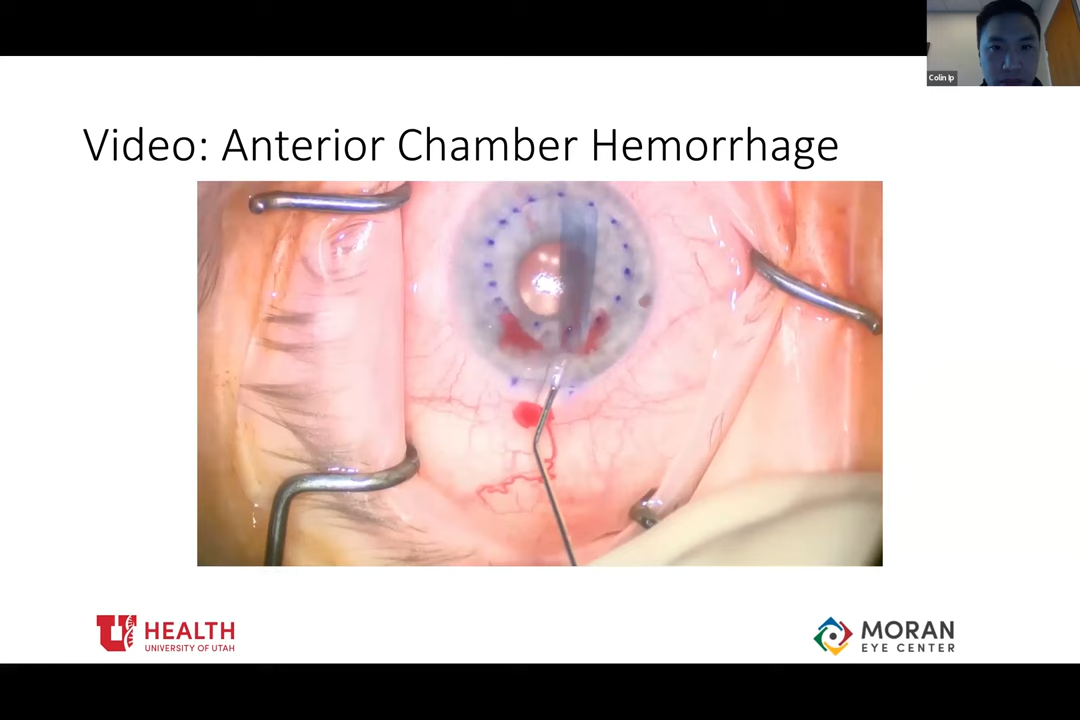 Colin Ip
Video: Anterior Chamber Hemorrhage
U HEALTH
UNIVERSITY OF UTAH
MORAN
EYE CENTER